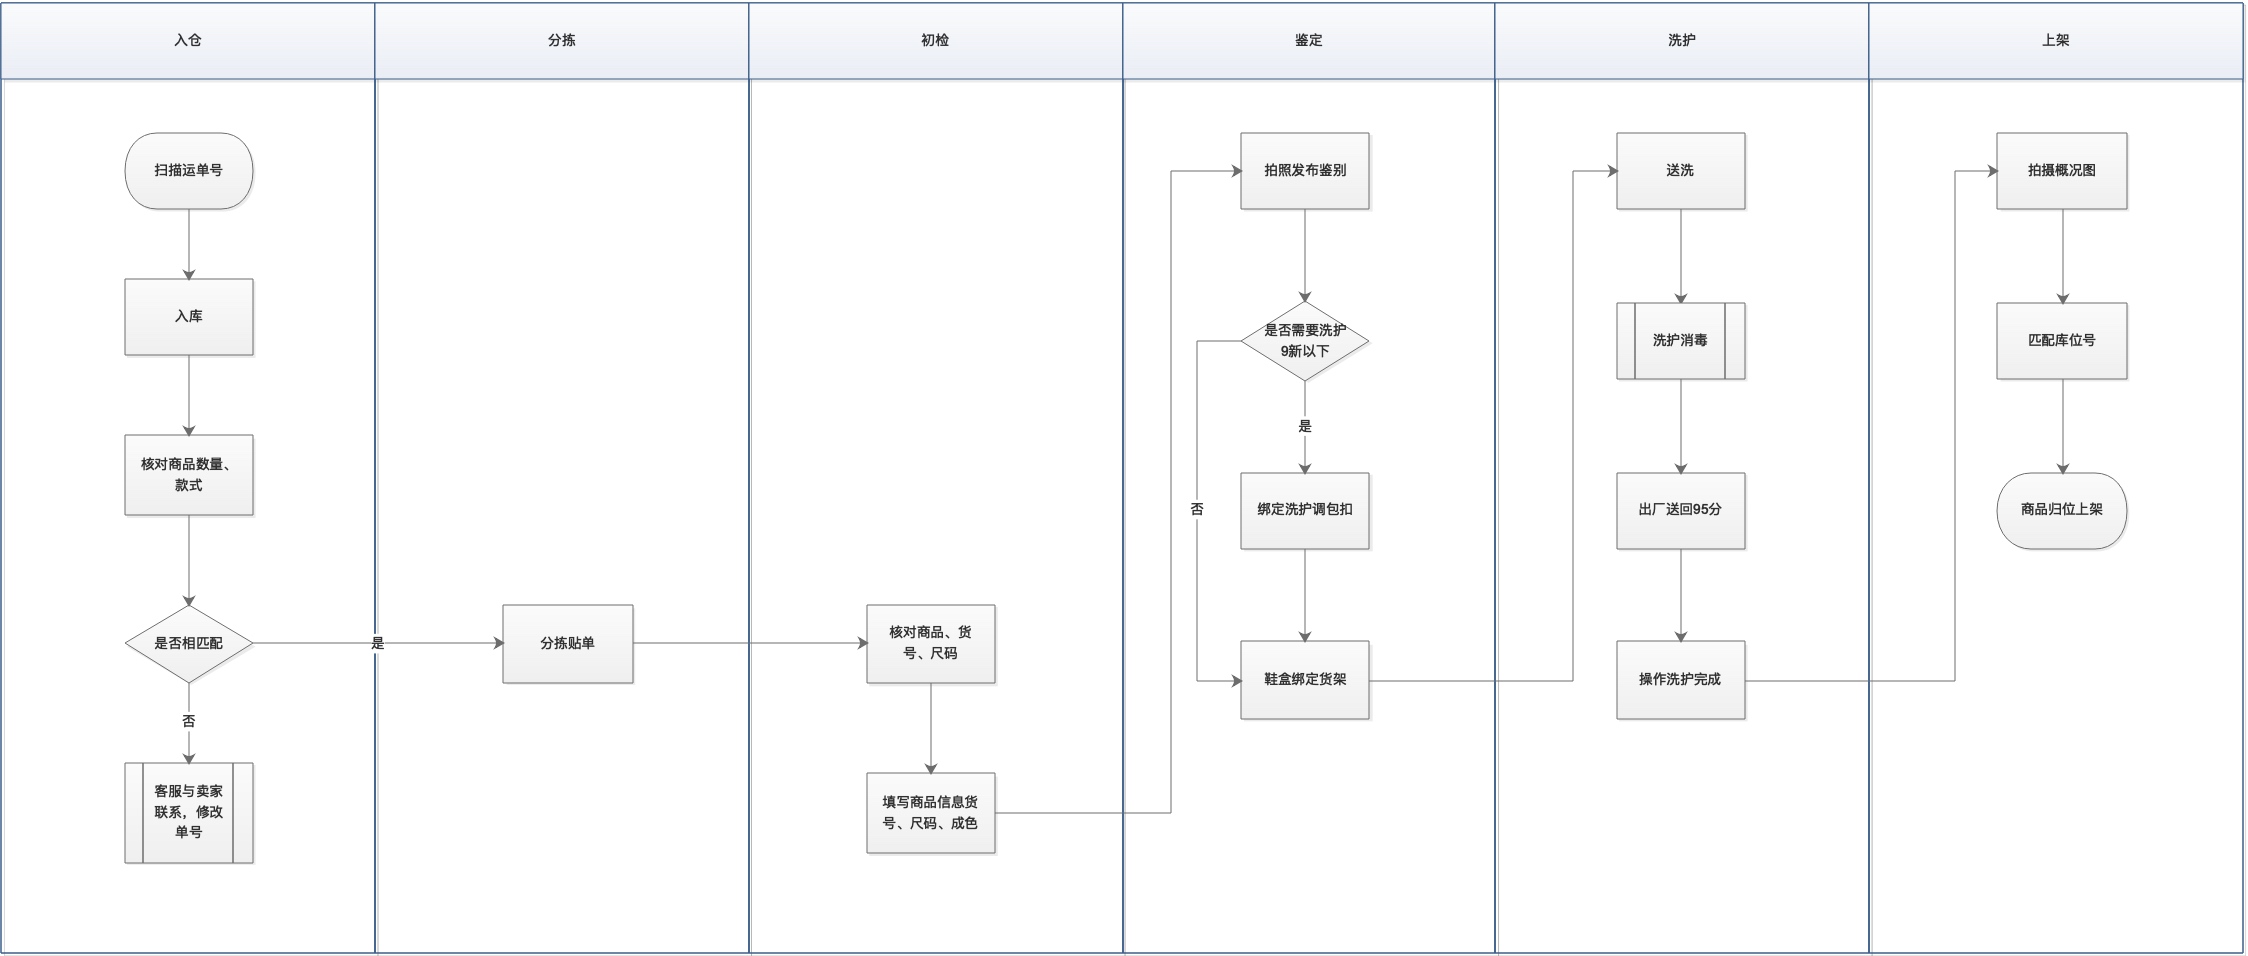 入仓
分拣
初检
鉴定
洗护
上架
扫描运单号
入库
核对商品数量、
款式
是否相匹配
否
客服与卖家
联系，修改
单号
是
分拣贴单
核对商品、货
号、尺码
填写商品信息货
号、尺码、成色
拍照发布鉴别
是否需要洗护
9新以下
是
否
绑定洗护调包扣
鞋盒绑定货架
送洗
洗护消毒
出厂送回95分
操作洗护完成
拍摄概况图
匹配库位号
商品归位上架